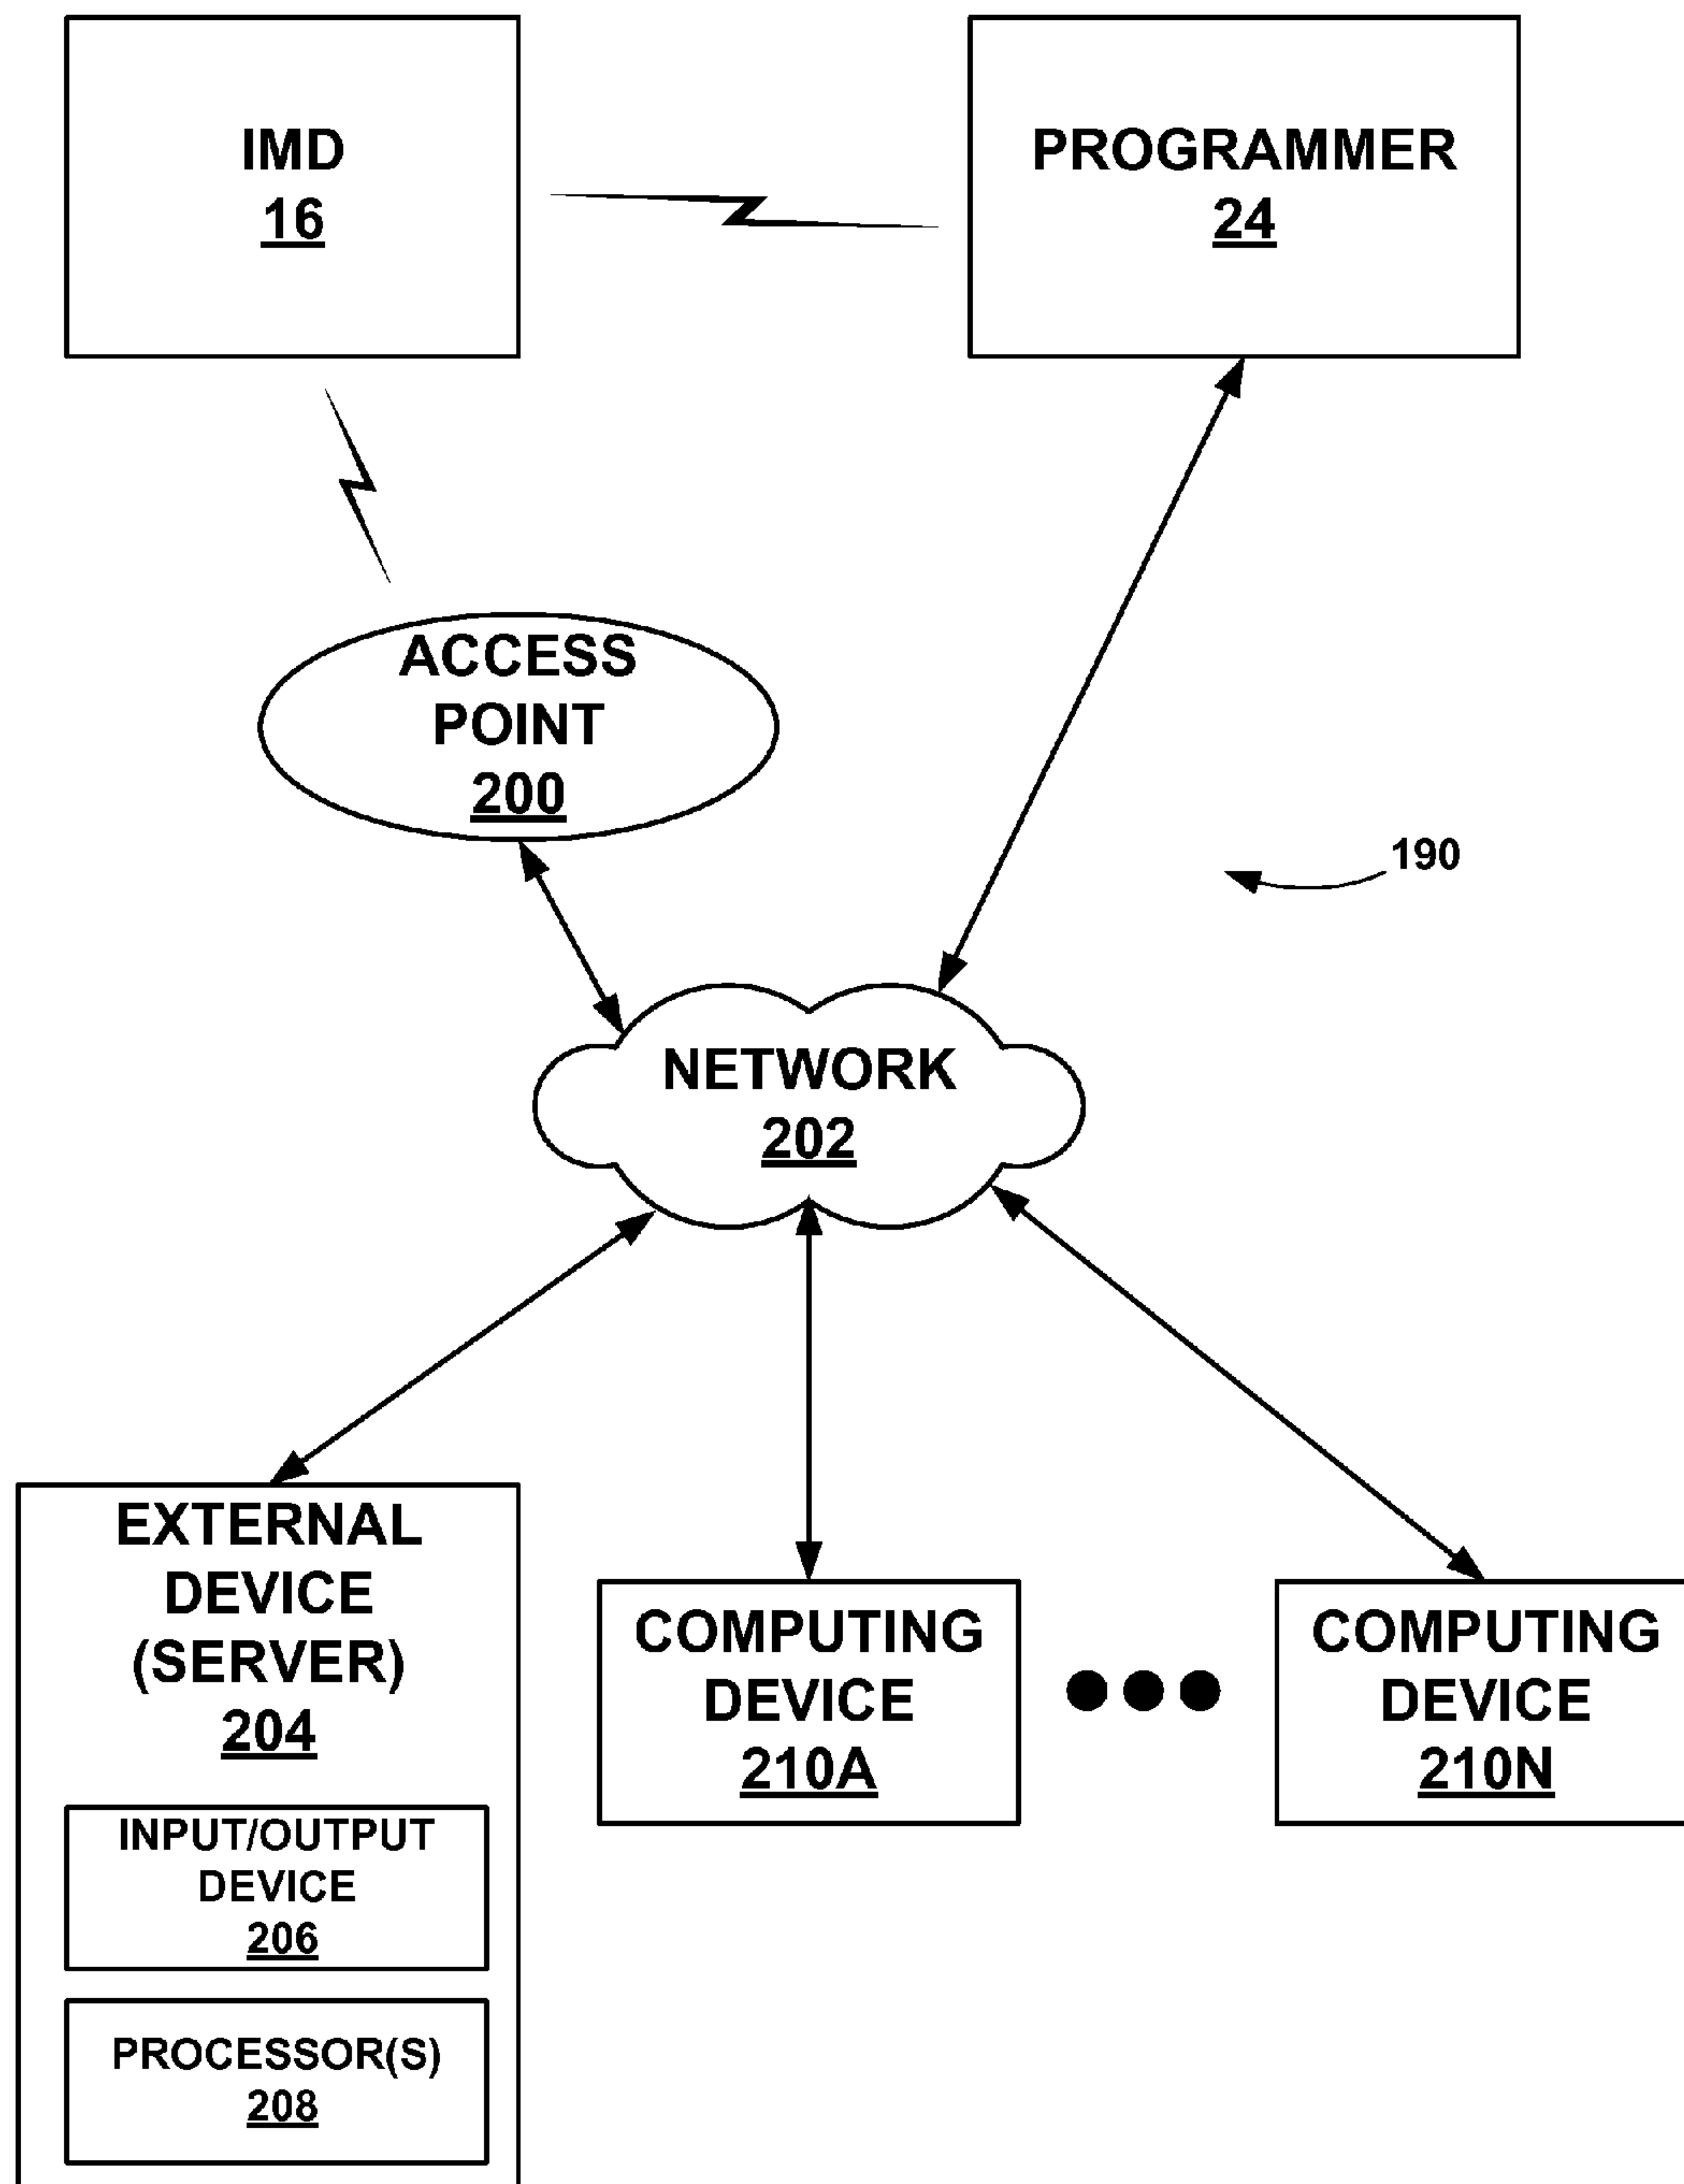 IMD
16
PROGRAMMER
24
ACCESS
POINT
200
190
NETWORK
202
EXTERNAL
DEVICE
(SERVER)
204
INPUT/OUTPUT
DEVICE
206
PROCESSOR(S)
208
COMPUTING
DEVICE
210A
COMPUTING
DEVICE
210N